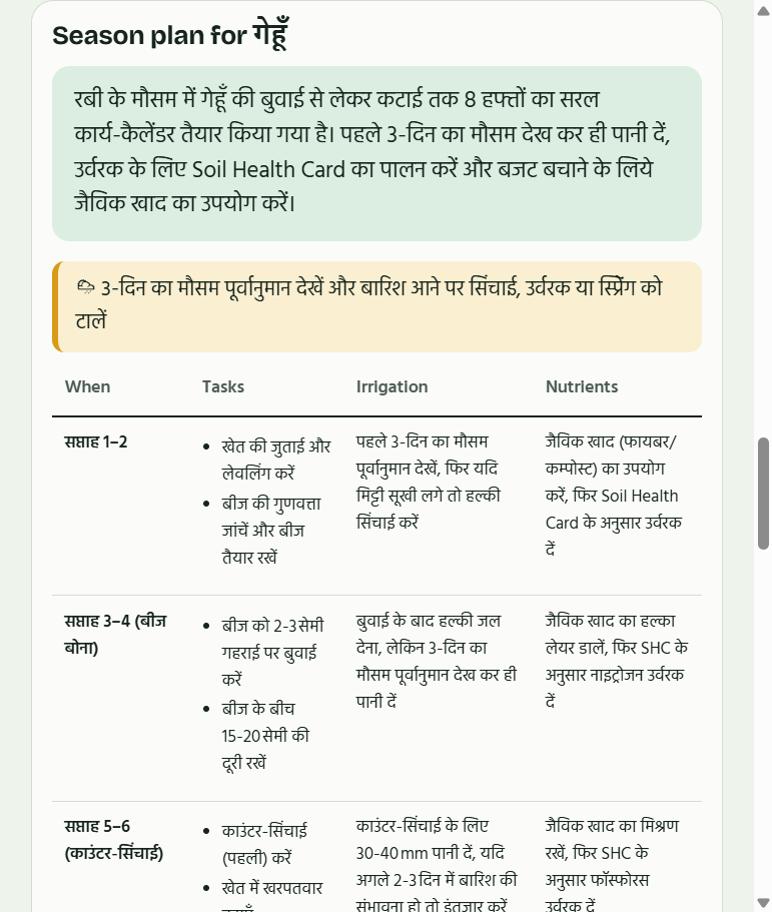 Season plan for गेहूँ
रबी के मौसम में गेहूँ की बुवाई से लेकर कटाई तक 8 हफ्तों का सरल
कार्य-कैलेंडर तैयार किया गया है। पहले 3-दिन का मौसम देख कर ही पानी दें,
उर्वरक के लिए Soil Health Card का पालन करें और बजट बचाने के लिये
जैविक खाद का उपयोग करें।
3-दिन का मौसम पूर्वानुमान देखें और बारिश आने पर सिंचाई, उर्वरक या स्प्रिंग को
टालें
When Tasks Irrigation Nutrients
सप्ताह 1–2
खेत की जुताई और
लेवलिंग करें
बीज की गुणवत्ता
जांचें और बीज
तैयार रखें
पहले 3-दिन का मौसम
पूर्वानुमान देखें, फिर यदि
मिट्टी सूखी लगे तो हल्की
सिंचाई करें
जैविक खाद (फायबर/
कम्पोस्ट) का उपयोग
करें, फिर Soil Health
Card के अनुसार उर्वरक
दें
सप्ताह 3–4 (बीज
बोना)
बीज को 2-3 सेमी
गहराई पर बुवाई
करें
बीज के बीच
15-20 सेमी की
दूरी रखें
बुवाई के बाद हल्की जल
देना, लेकिन 3-दिन का
मौसम पूर्वानुमान देख कर ही
पानी दें
जैविक खाद का हल्का
लेयर डालें, फिर SHC के
अनुसार नाइट्रोजन उर्वरक
दें
सप्ताह 5–6
(काउंटर-सिंचाई)
काउंटर-सिंचाई
(पहली) करें
खेत में खरपतवार
काउंटर-सिंचाई के लिए
30-40 mm पानी दें, यदि
अगले 2-3 दिन में बारिश की
संभावना हो तो इंतजार करें
जैविक खाद का मिश्रण
रखें, फिर SHC के
अनुसार फॉस्फोरस
उर्वरक दें